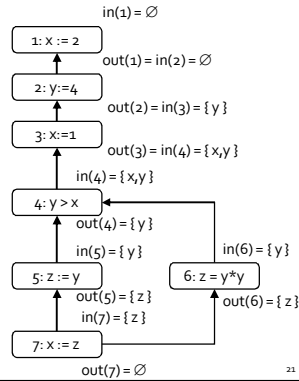 in(1) = ∅
1: x := 2
out(1) = in(2) = ∅
2: y:=4
out(2) = in(3) = { y }
3: x:=1
out(3) = in(4) = { x,y }
in(4) = { x,y }
4: y > x
out(4) = { y }
in(5) = { y }
in(6) = { y }
5: z := y
6: z = y*y
out(5) = { z }
out(6) = { z }
in(7) = { z }
7: x := z
out(7) = ∅
21